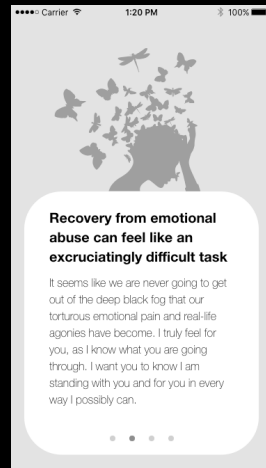 Carrier 1:20 PM 100%
Recovery from emotional
abuse can feel like an
excruciatingly difficult task
It seems like we are never going to get
out of the deep black fog that our
torturous emotional pain and real-life
agonies have become. I truly feel for
you, as I know what you are going
through. I want you to know I am
standing with you and for you in every
way I possibly can.